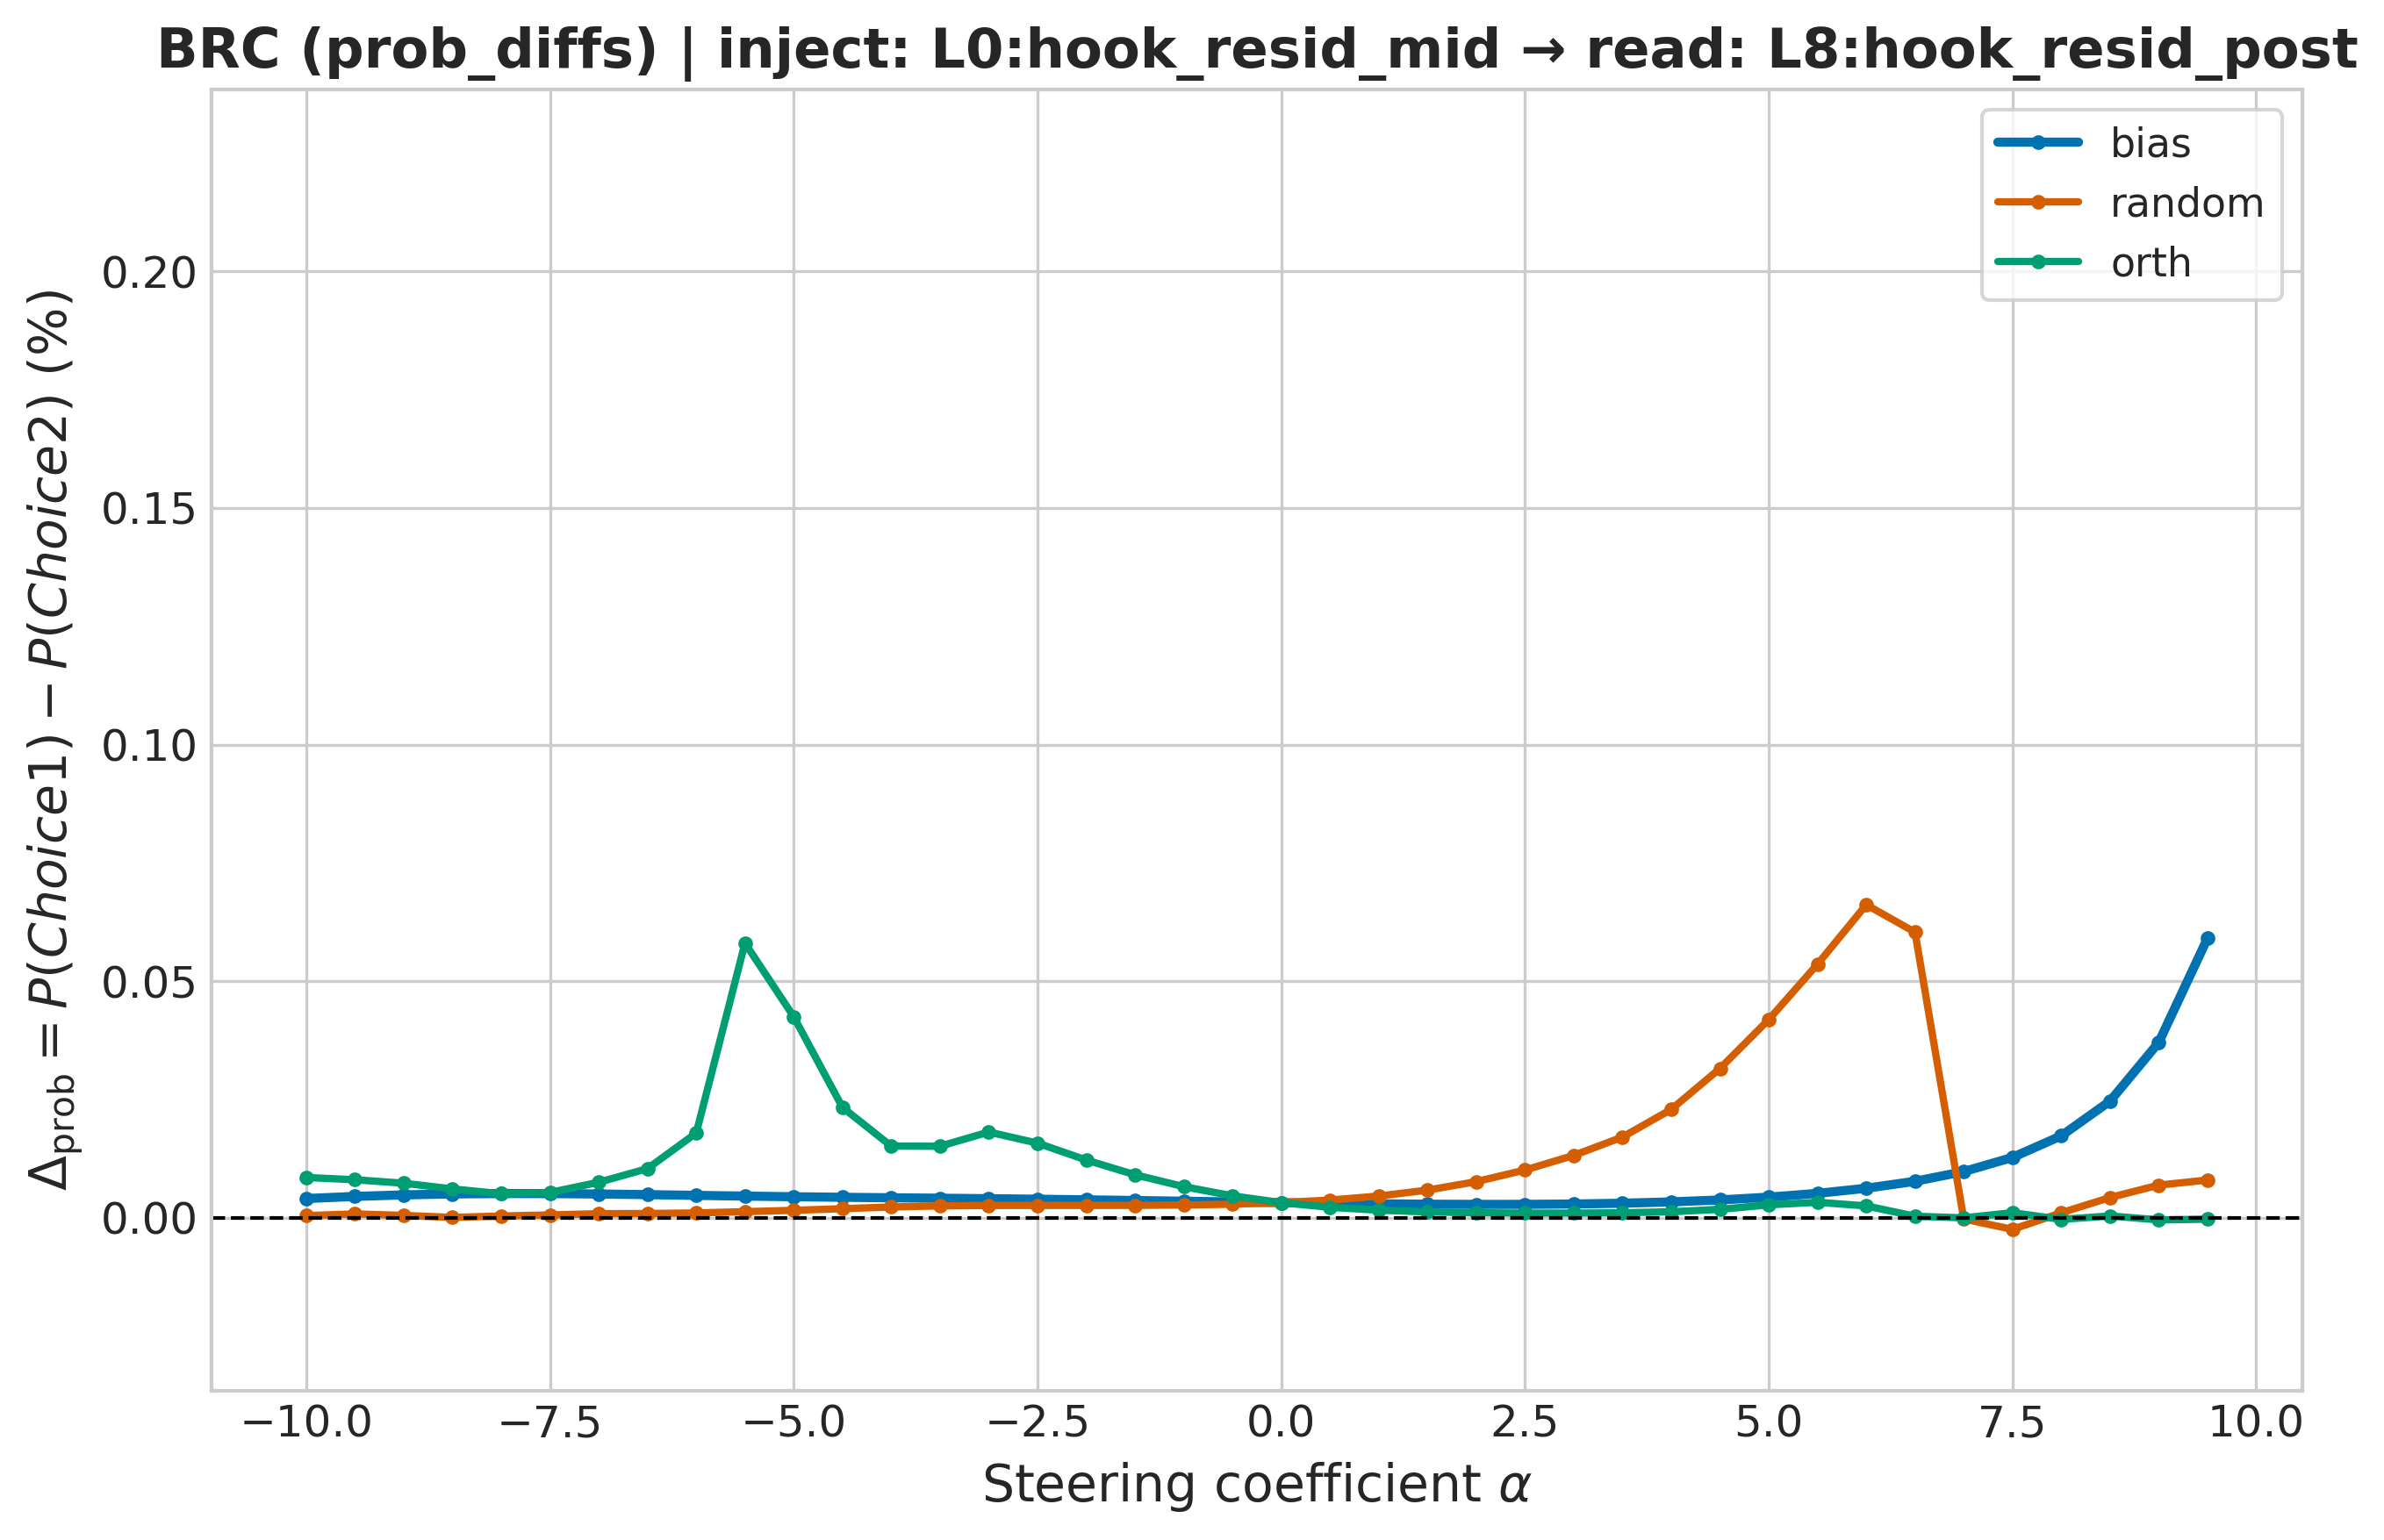 BRC (prob_diffs) | inject: L0:hook_resid_mid → read: L8:hook_resid_post
bias
random
orth
Δprob = P(Choice1) − P(Choice2) (%)
0.20
0.15
0.10
0.05
0.00
−10.0 −7.5 −5.0 −2.5 0.0 2.5 5.0 7.5 10.0
Steering coefficient α